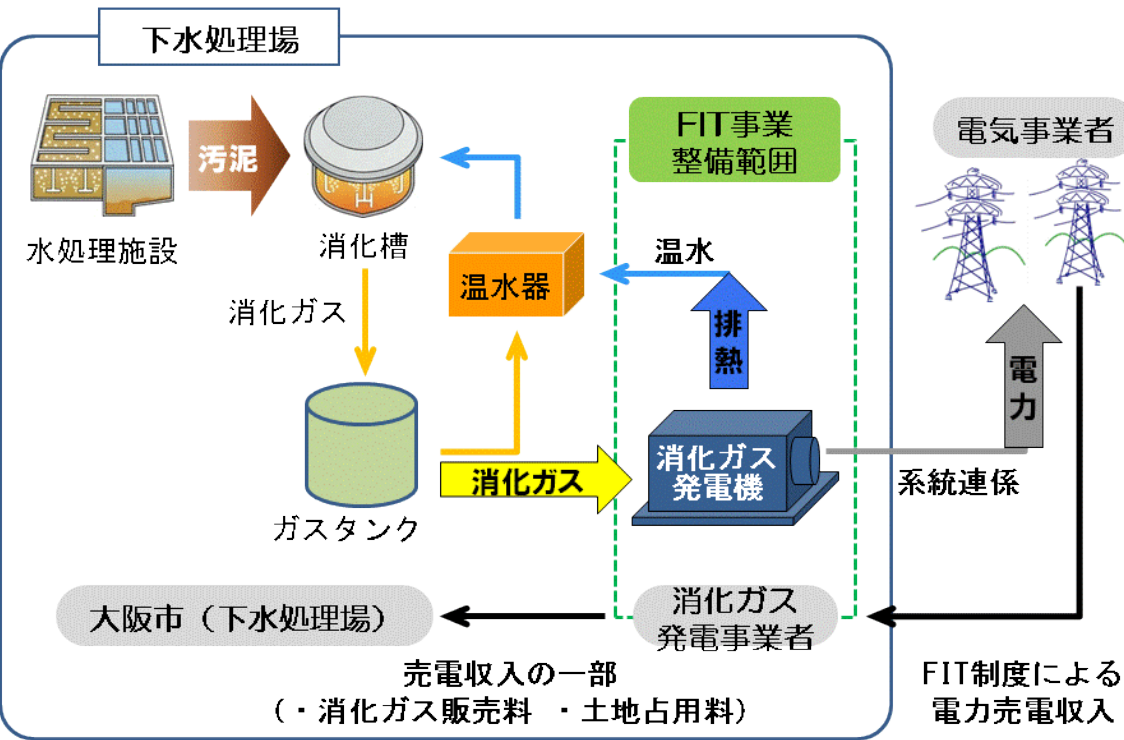 下水処理場
FIT事業
整備範囲
電気事業者
汚泥
水処理施設
消化槽
温水
温水器
消化ガス
排熱
電力
消化ガス
発電機
消化ガス
系統連係
ガスタンク
大阪市（下水処理場）
消化ガス
発電事業者
売電収入の一部
（・消化ガス販売料　・土地占用料）
FIT制度による
電力売電収入